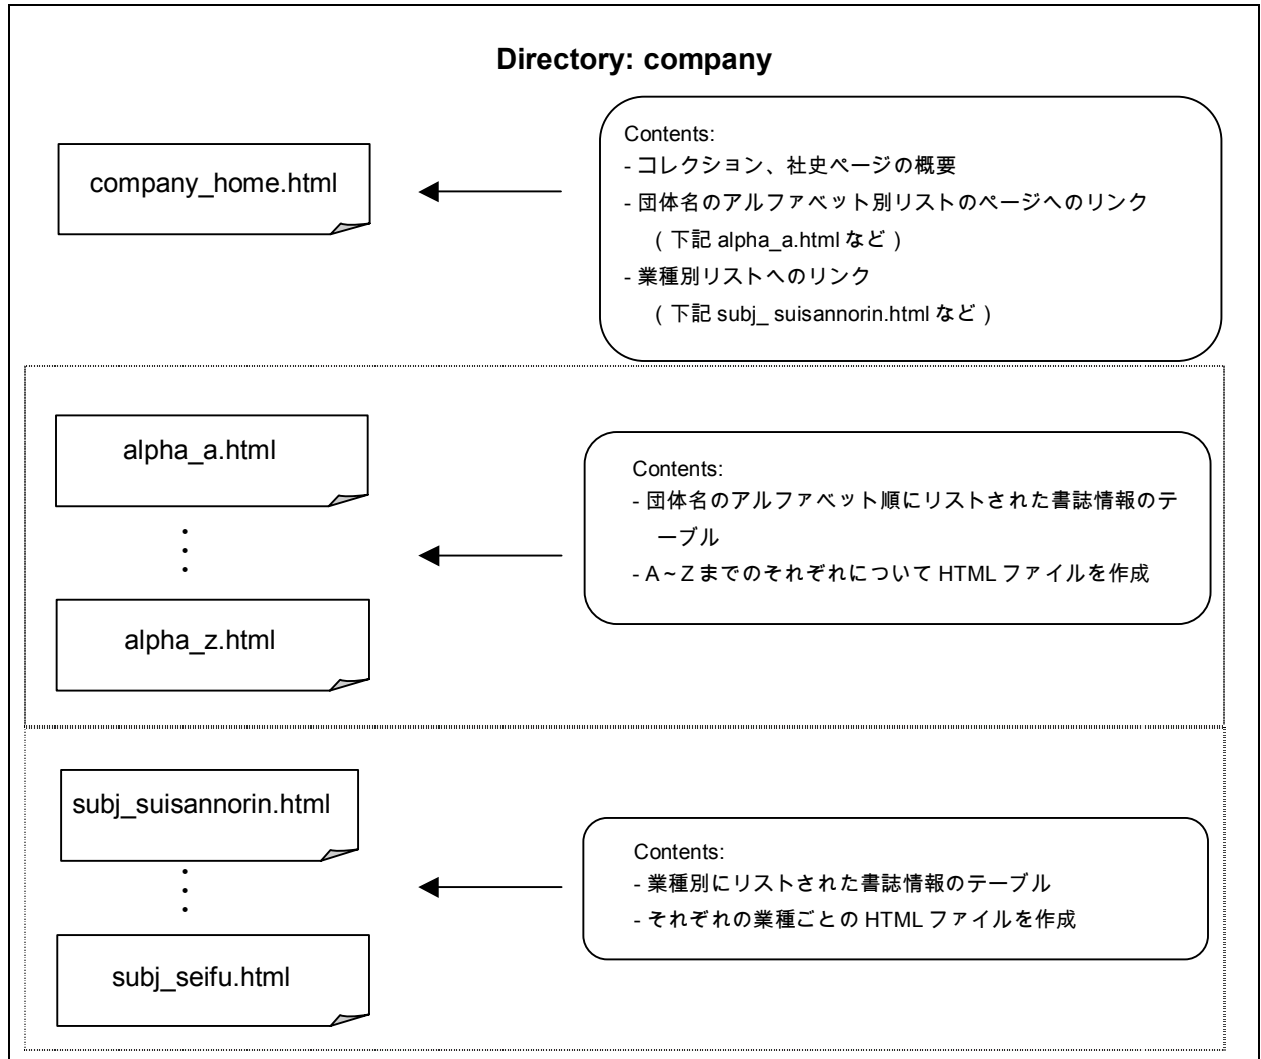 Directory: company
company_home.html
Contents:
- コレクション、社史ページの概要
- 団体名のアルファベット別リストのページへのリンク
（下記 alpha_a.html など）
- 業種別リストへのリンク
（下記 subj_ suisannorin.html など）
alpha_a.html
alpha_z.html
Contents:
- 団体名のアルファベット順にリストされた書誌情報のテ
ーブル
- A～Z までのそれぞれについて HTML ファイルを作成
subj_suisannorin.html
subj_seifu.html
Contents:
- 業種別にリストされた書誌情報のテーブル
- それぞれの業種ごとの HTML ファイルを作成